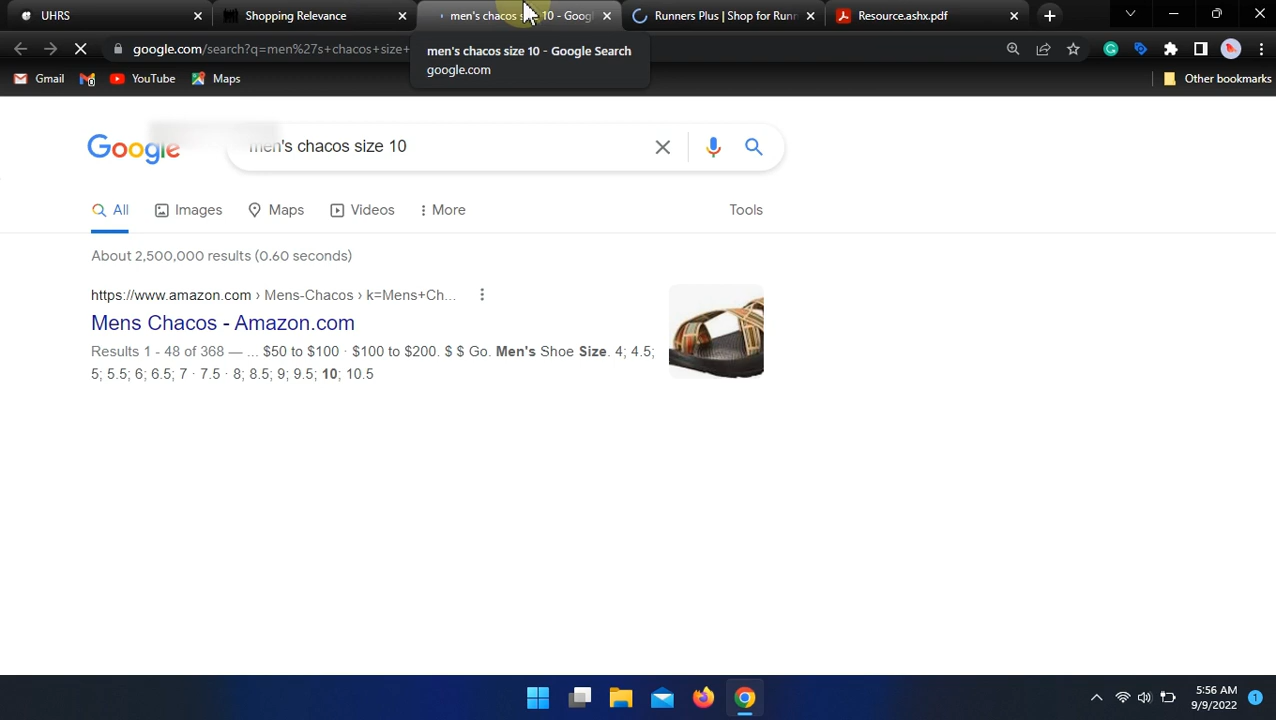 UHRS
Shopping Relevance
men's chacos size 10 - Googl
Runners Plus | Shop for Runn
Resource.ashx.pdf
google.com/search?q=men%27s+chacos+size+
men's chacos size 10 - Google Search
google.com
Gmail
YouTube
Maps
Other bookmarks
Google
men's chacos size 10
All
Images
Maps
Videos
More
Tools
About 2,500,000 results (0.60 seconds)
https://www.amazon.com › Mens-Chacos › k=Mens+Ch...
Mens Chacos - Amazon.com
Results 1 - 48 of 368 — ... $50 to $100 · $100 to $200. $ $ Go. Men's Shoe Size. 4; 4.5;
5; 5.5; 6; 6.5; 7 · 7.5 · 8; 8.5; 9; 9.5; 10; 10.5
5:56 AM
9/9/2022
1